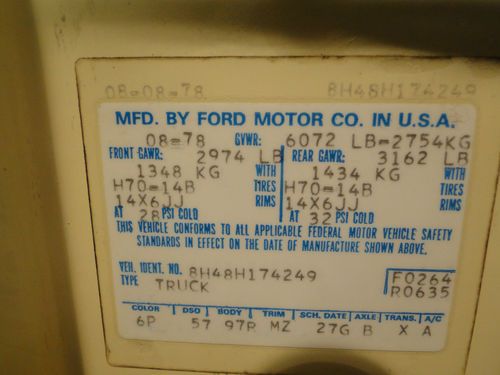 08=08=78 8H48H174249
MFD. BY FORD MOTOR CO. IN U.S.A.
08=78 GVWR: 6072 LB=2754KG
FRONT GAWR: 2974 LB REAR GAWR: 3162 LB
1348 KG WITH 1434 KG WITH
H70=14B TIRES H70=14B TIRES
14X6JJ RIMS 14X6JJ RIMS
AT 28 PSI COLD AT 32 PSI COLD
THIS VEHICLE CONFORMS TO ALL APPLICABLE FEDERAL MOTOR VEHICLE SAFETY
STANDARDS IN EFFECT ON THE DATE OF MANUFACTURE SHOWN ABOVE.
VEH. IDENT. NO. 8H48H174249 F0264
TYPE TRUCK R0635
COLOR DSO BODY TRIM SCH. DATE AXLE TRANS. A/C
6P 57 97R MZ 27G B X A